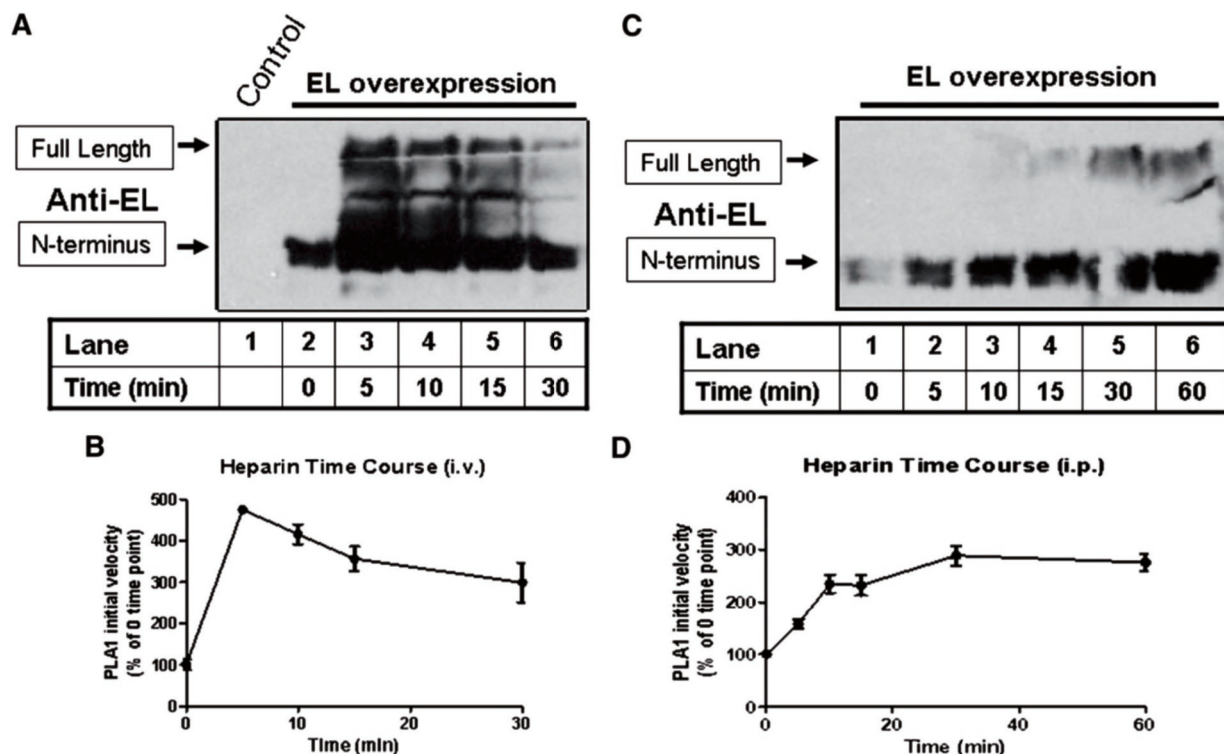 A
Control
EL overexpression
Full Length
Anti-EL
N-terminus
Lane 1 2 3 4 5 6
Time (min) 0 5 10 15 30
C
EL overexpression
Full Length
Anti-EL
N-terminus
Lane 1 2 3 4 5 6
Time (min) 0 5 10 15 30 60
B
Heparin Time Course (i.v.)
PLA1 initial velocity
(% of 0 time point)
500
400
300
200
100
0
0 10 20 30
Time (min)
D
Heparin Time Course (i.p.)
PLA1 initial velocity
(% of 0 time point)
400
300
200
100
0
0 20 40 60
Time (min)